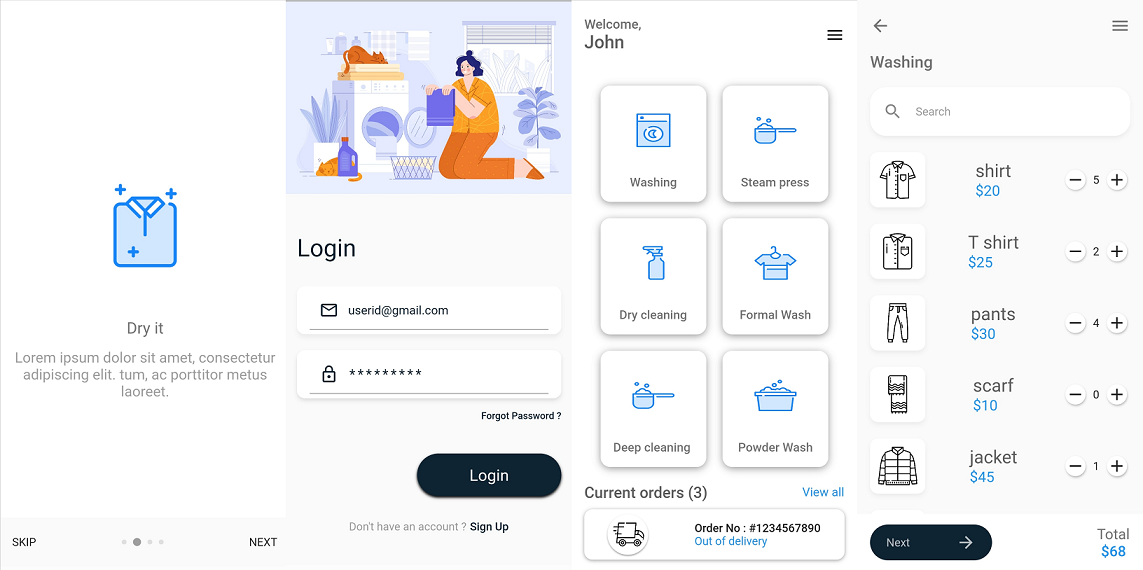 Dry it
Lorem ipsum dolor sit amet, consectetur
adipiscing elit. tum, ac porttitor metus
laoreet.
SKIP
NEXT
Login
userid@gmail.com
*********
Forgot Password ?
Login
Don't have an account ? Sign Up
Welcome,
John
Washing
Steam press
Dry cleaning
Formal Wash
Deep cleaning
Powder Wash
Current orders (3)
View all
Order No : #1234567890
Out of delivery
Washing
Search
shirt
$20
5
T shirt
$25
2
pants
$30
4
scarf
$10
0
jacket
$45
1
Next
Total
$68